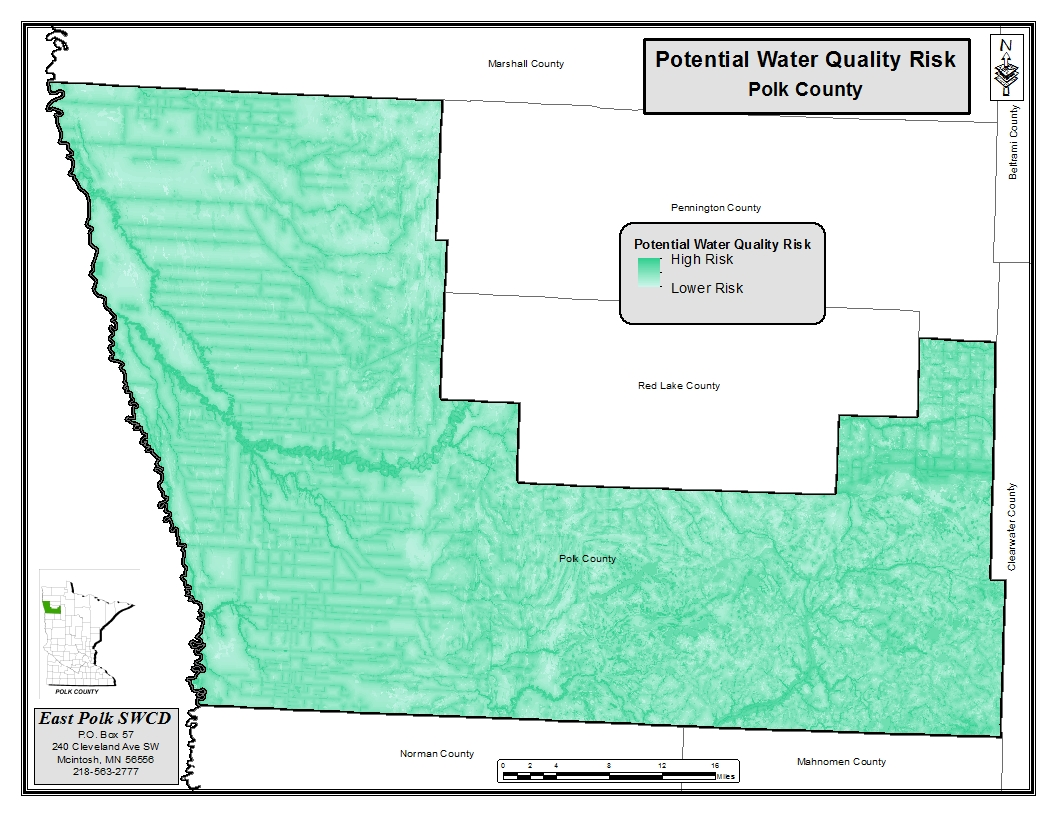 Potential Water Quality Risk
Polk County
N
Marshall County
Beltrami County
Pennington County
Potential Water Quality Risk
High Risk
Lower Risk
Red Lake County
Clearwater County
Polk County
POLK COUNTY
East Polk SWCD
P.O. Box 57
240 Cleveland Ave SW
Mcintosh, MN 56556
218-563-2777
Norman County
Mahnomen County
0 2 4 8 12 16
Miles